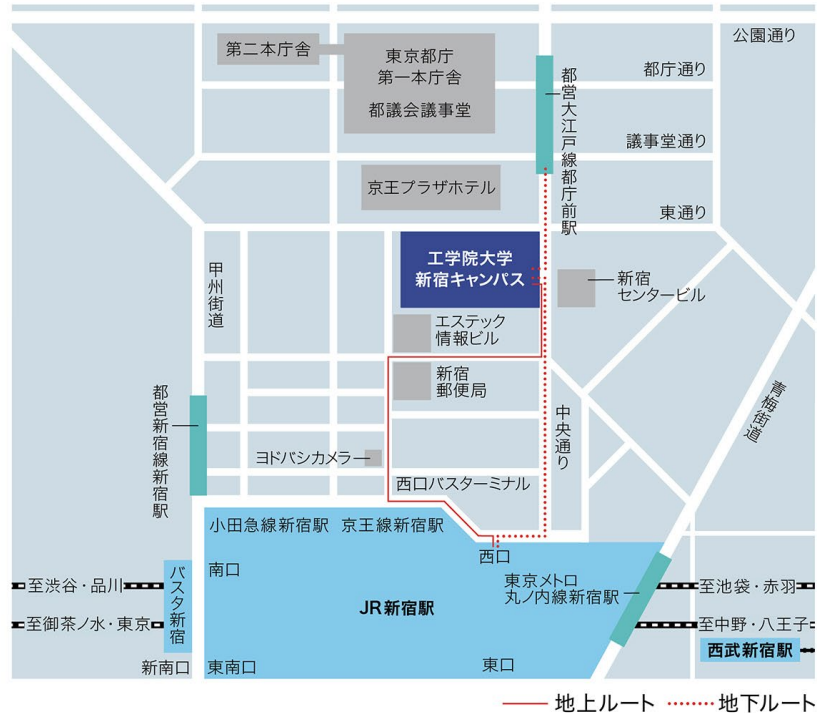 公園通り
第二本庁舎
東京都庁
第一本庁舎
都議会議事堂
都庁通り
都営大江戸線都庁前駅
議事堂通り
京王プラザホテル
東通り
工学院大学
新宿キャンパス
甲州街道
新宿
センタービル
エステック
情報ビル
新宿
郵便局
青梅街道
都営新宿線新宿駅
中央通り
ヨドバシカメラ
西口バスターミナル
小田急線新宿駅
京王線新宿駅
西口
南口
バスタ新宿
至渋谷・品川
東京メトロ
丸ノ内線新宿駅
至池袋・赤羽
JR新宿駅
至御茶ノ水・東京
至中野・八王子
西武新宿駅
新南口
東南口
東口
地上ルート
地下ルート